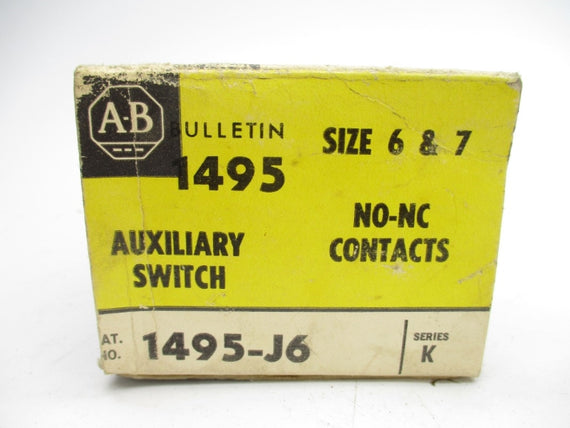 A-B
BULLETIN
1495
SIZE 6 & 7
AUXILIARY
SWITCH
NO-NC
CONTACTS
AT.
NO.
1495-J6
SERIES
K